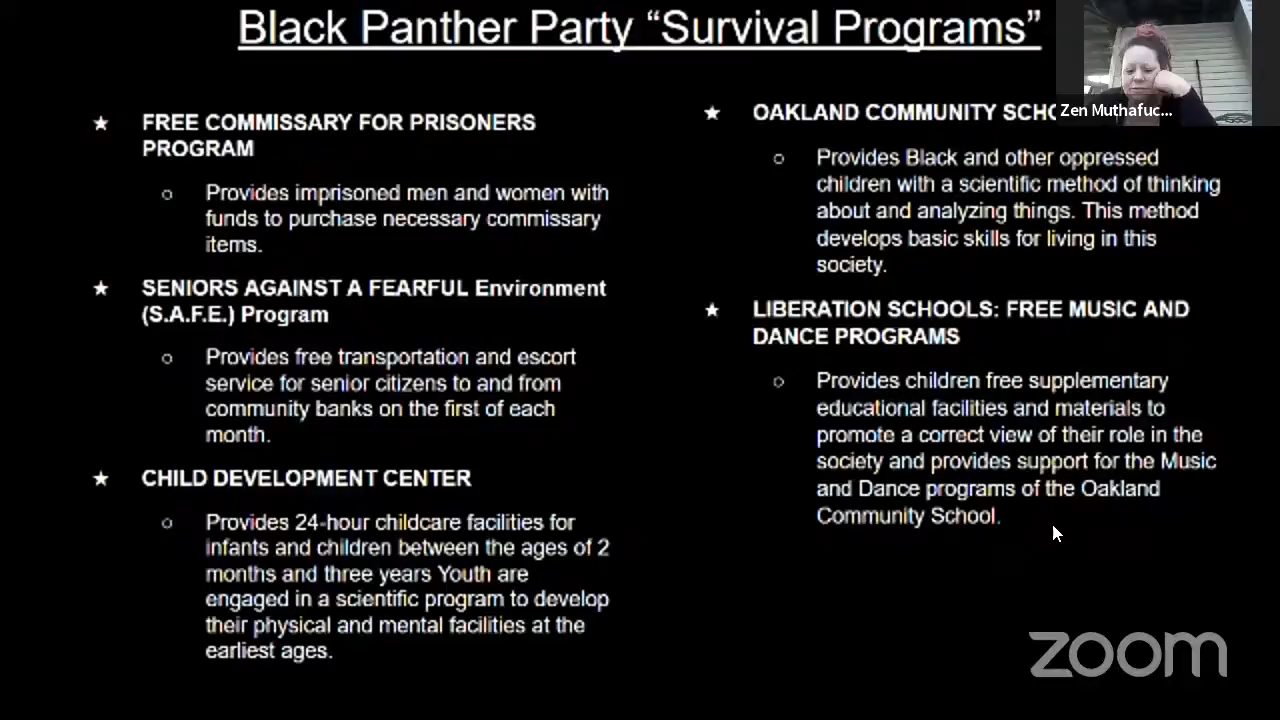 Black Panther Party “Survival Programs”
★ FREE COMMISSARY FOR PRISONERS
PROGRAM
○ Provides imprisoned men and women with
funds to purchase necessary commissary
items.
★ SENIORS AGAINST A FEARFUL Environment
(S.A.F.E.) Program
○ Provides free transportation and escort
service for senior citizens to and from
community banks on the first of each
month.
★ CHILD DEVELOPMENT CENTER
○ Provides 24-hour childcare facilities for
infants and children between the ages of 2
months and three years Youth are
engaged in a scientific program to develop
their physical and mental facilities at the
earliest ages.
★ OAKLAND COMMUNITY
○ Provides Black and other oppressed
children with a scientific method of thinking
about and analyzing things. This method
develops basic skills for living in this
society.
★ LIBERATION SCHOOLS: FREE MUSIC AND
DANCE PROGRAMS
○ Provides children free supplementary
educational facilities and materials to
promote a correct view of their role in the
society and provides support for the Music
and Dance programs of the Oakland
Community School.
Zen Muthafuc...
zoom